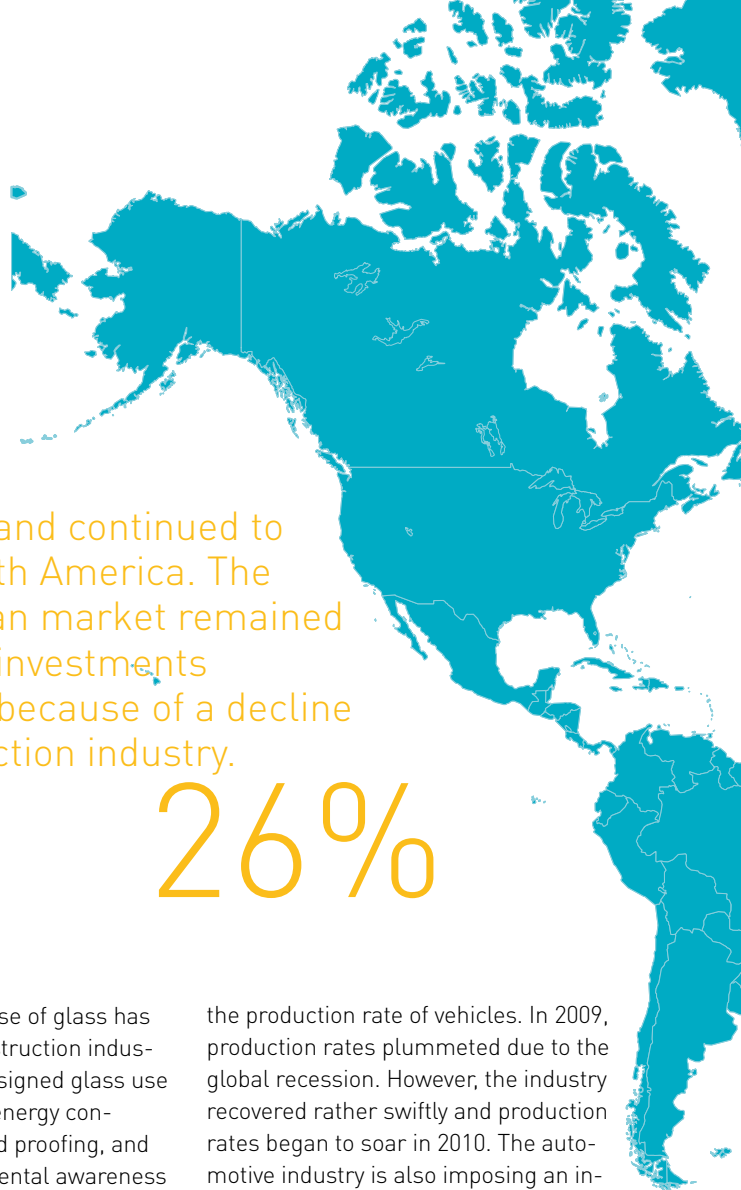 and continued to
th America. The
an market remained
investments
because of a decline
ction industry.
26%
se of glass has
struction indus-
signed glass use
energy con-
d proofing, and
ental awareness
the production rate of vehicles. In 2009,
production rates plummeted due to the
global recession. However, the industry
recovered rather swiftly and production
rates began to soar in 2010. The auto-
motive industry is also imposing an in-